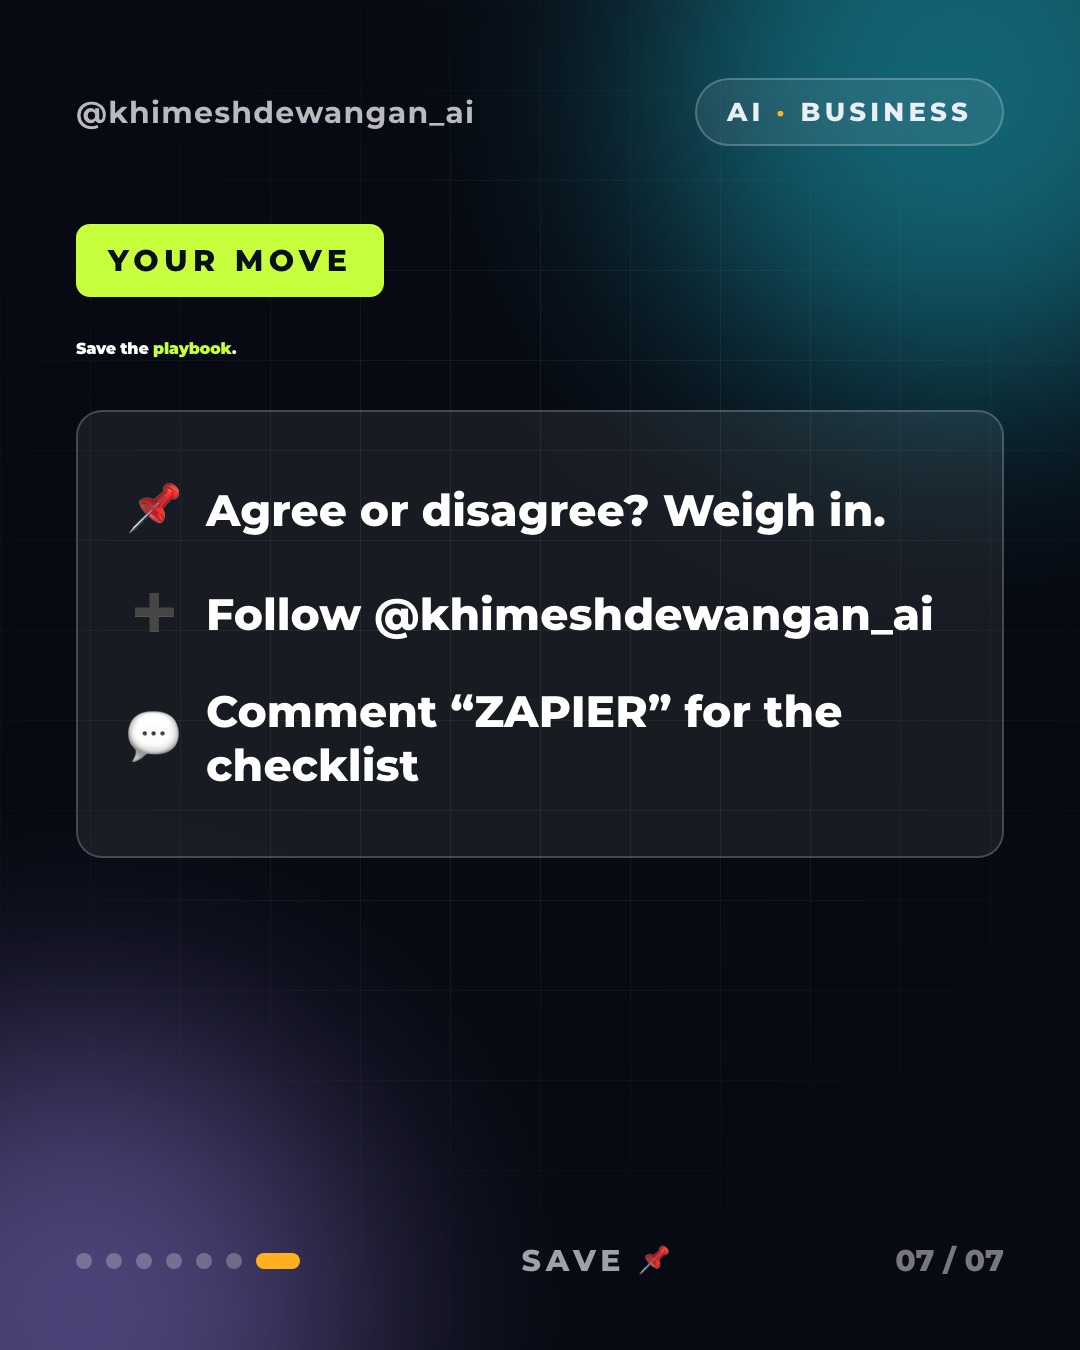 @khimeshdewangan_ai
AI · BUSINESS
YOUR MOVE
Save the playbook.
📌 Agree or disagree? Weigh in.
➕ Follow @khimeshdewangan_ai
💬 Comment “ZAPIER” for the
checklist
SAVE 📌
07 / 07